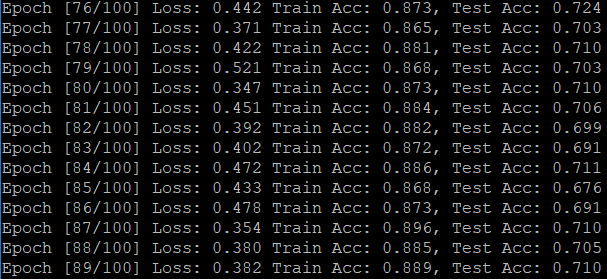 Epoch [76/100] Loss: 0.442 Train Acc: 0.873, Test Acc: 0.724
Epoch [77/100] Loss: 0.371 Train Acc: 0.865, Test Acc: 0.703
Epoch [78/100] Loss: 0.422 Train Acc: 0.881, Test Acc: 0.710
Epoch [79/100] Loss: 0.521 Train Acc: 0.868, Test Acc: 0.703
Epoch [80/100] Loss: 0.347 Train Acc: 0.873, Test Acc: 0.710
Epoch [81/100] Loss: 0.451 Train Acc: 0.884, Test Acc: 0.706
Epoch [82/100] Loss: 0.392 Train Acc: 0.882, Test Acc: 0.699
Epoch [83/100] Loss: 0.402 Train Acc: 0.872, Test Acc: 0.691
Epoch [84/100] Loss: 0.472 Train Acc: 0.886, Test Acc: 0.711
Epoch [85/100] Loss: 0.433 Train Acc: 0.868, Test Acc: 0.676
Epoch [86/100] Loss: 0.478 Train Acc: 0.873, Test Acc: 0.691
Epoch [87/100] Loss: 0.354 Train Acc: 0.896, Test Acc: 0.710
Epoch [88/100] Loss: 0.380 Train Acc: 0.885, Test Acc: 0.705
Epoch [89/100] Loss: 0.382 Train Acc: 0.889, Test Acc: 0.710